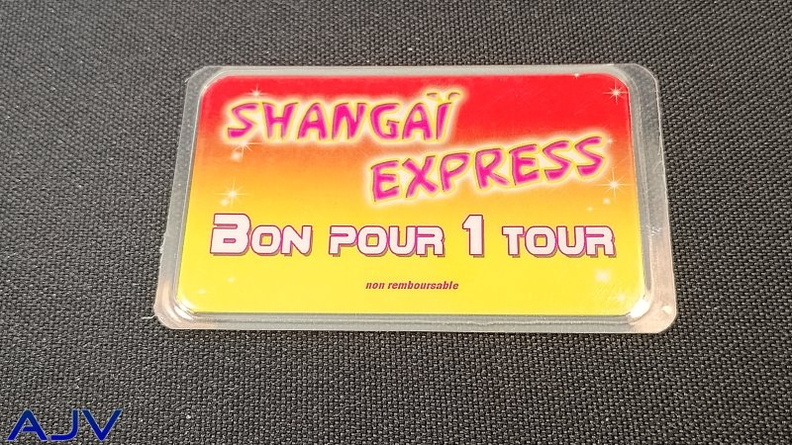 SHANGAÏ
EXPRESS
BON POUR 1 TOUR
non remboursable
AJV